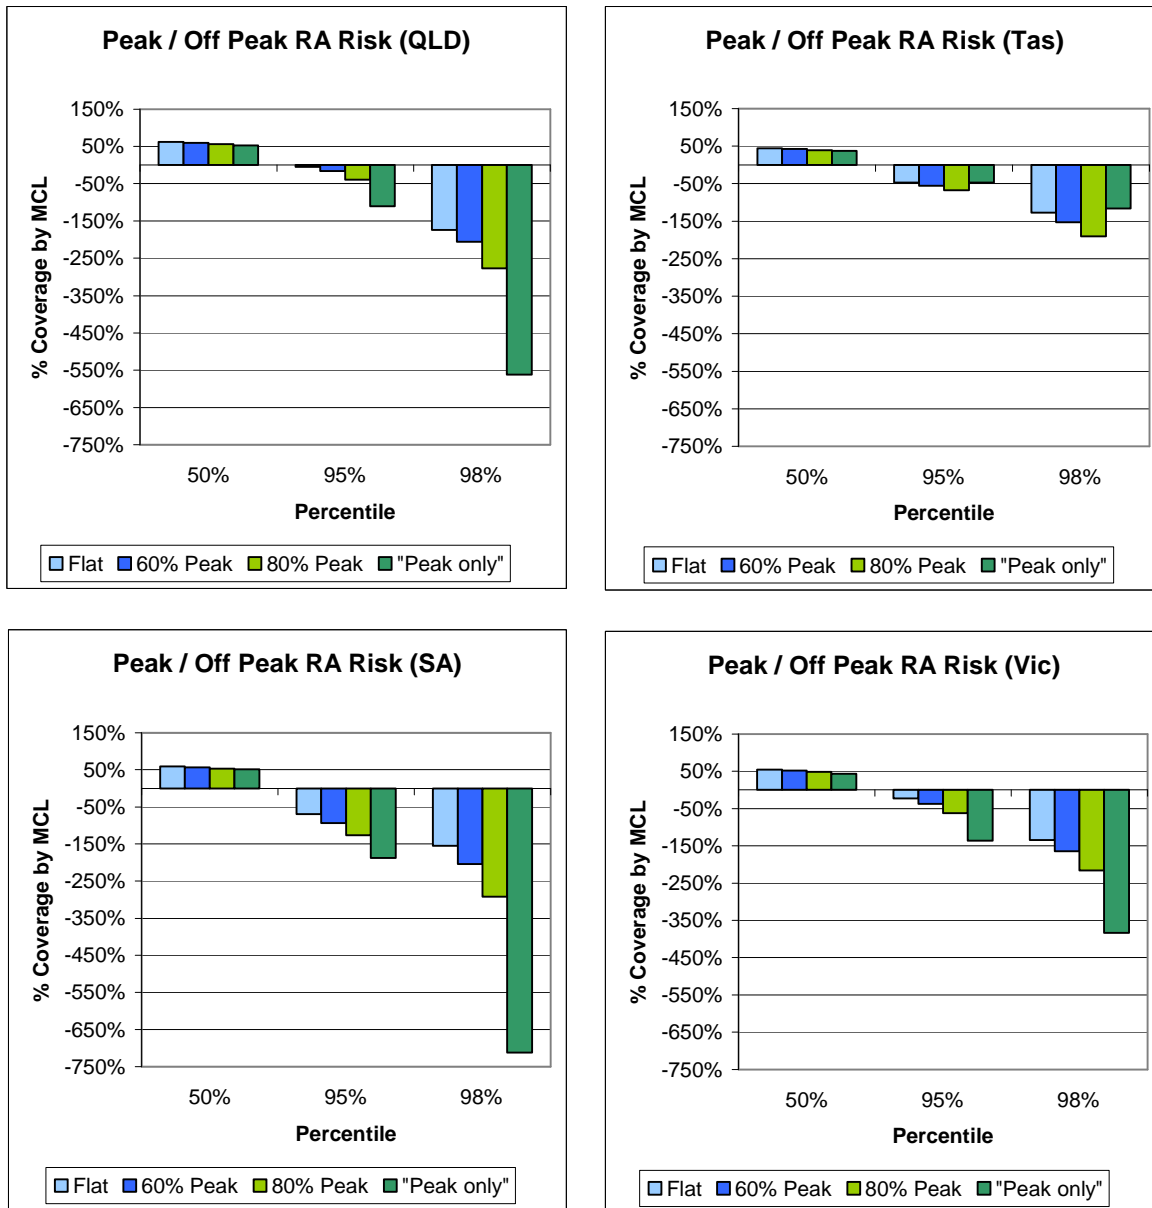 Peak / Off Peak RA Risk (QLD)
150%
50%
-50%
-150%
-250%
-350%
-450%
-550%
-650%
-750%
% Coverage by MCL
50% 95% 98%
Percentile
Flat 60% Peak 80% Peak "Peak only"
Peak / Off Peak RA Risk (Tas)
150%
50%
-50%
-150%
-250%
-350%
-450%
-550%
-650%
-750%
% Coverage by MCL
50% 95% 98%
Percentile
Flat 60% Peak 80% Peak "Peak only"
Peak / Off Peak RA Risk (SA)
150%
50%
-50%
-150%
-250%
-350%
-450%
-550%
-650%
-750%
% Coverage by MCL
50% 95% 98%
Percentile
Flat 60% Peak 80% Peak "Peak only"
Peak / Off Peak RA Risk (Vic)
150%
50%
-50%
-150%
-250%
-350%
-450%
-550%
-650%
-750%
% Coverage by MCL
50% 95% 98%
Percentile
Flat 60% Peak 80% Peak "Peak only"